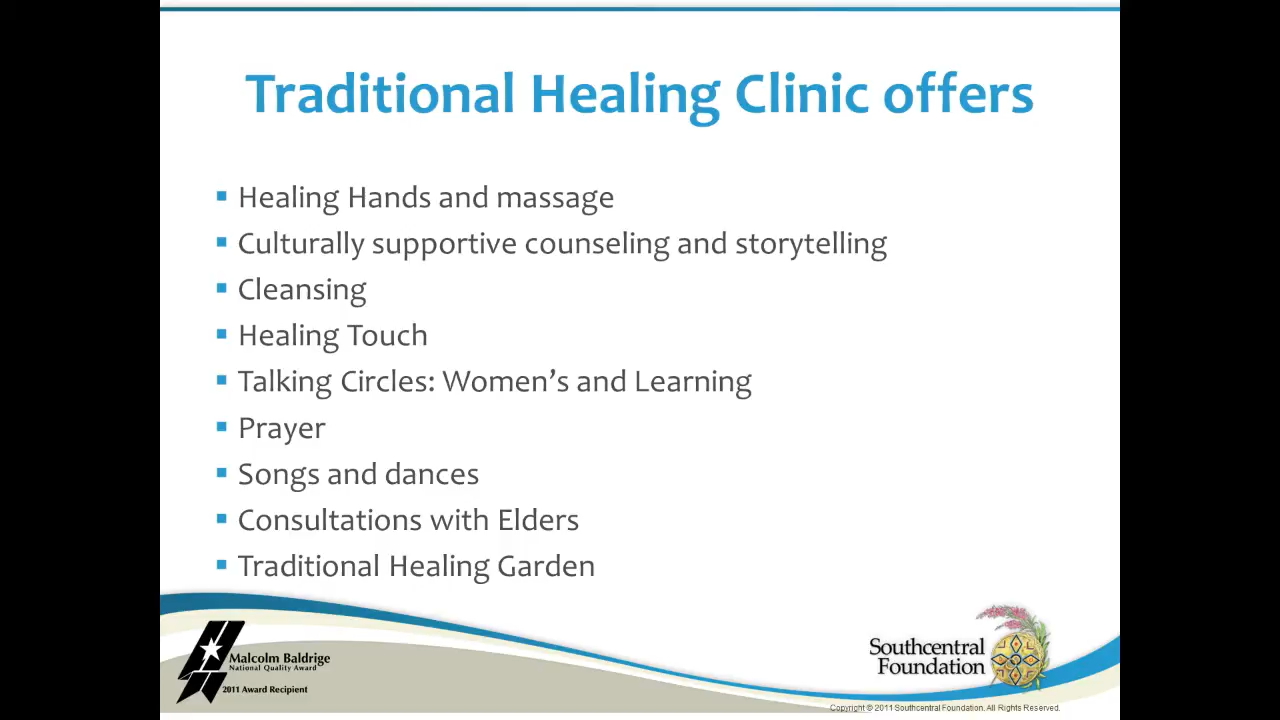 Traditional Healing Clinic offers
Healing Hands and massage
Culturally supportive counseling and storytelling
Cleansing
Healing Touch
Talking Circles: Women’s and Learning
Prayer
Songs and dances
Consultations with Elders
Traditional Healing Garden
Malcolm Baldrige
National Quality Award
2011 Award Recipient
Southcentral
Foundation
Copyright © 2011 Southcentral Foundation. All Rights Reserved.